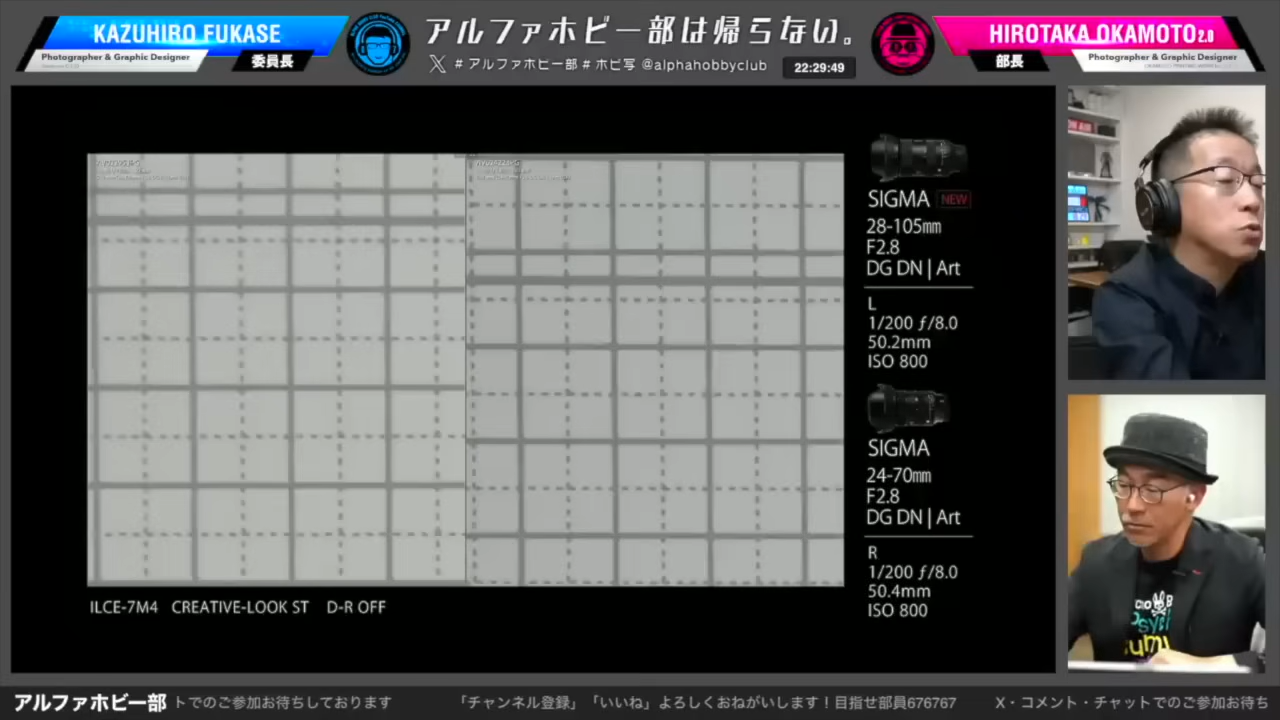 KAZUHIRO FUKASE
Photographer & Graphic Designer
委員長
アルファホビー部は帰らない。
# アルファホビー部 # ホビ写 @alphahobbyclub
22:29:49
HIROTAKA OKAMOTO2.0
部長
Photographer & Graphic Designer
SIGMA NEW
28-105mm
F2.8
DG DN | Art
L
1/200 ƒ/8.0
50.2mm
ISO 800
SIGMA
24-70mm
F2.8
DG DN | Art
R
1/200 ƒ/8.0
50.4mm
ISO 800
ILCE-7M4 CREATIVE-LOOK ST D-R OFF
アルファホビー部 トでのご参加お待ちしております 「チャンネル登録」「いいね」よろしくおねがいします！目指せ部員676767 X・コメント・チャットでのご参加お待ち